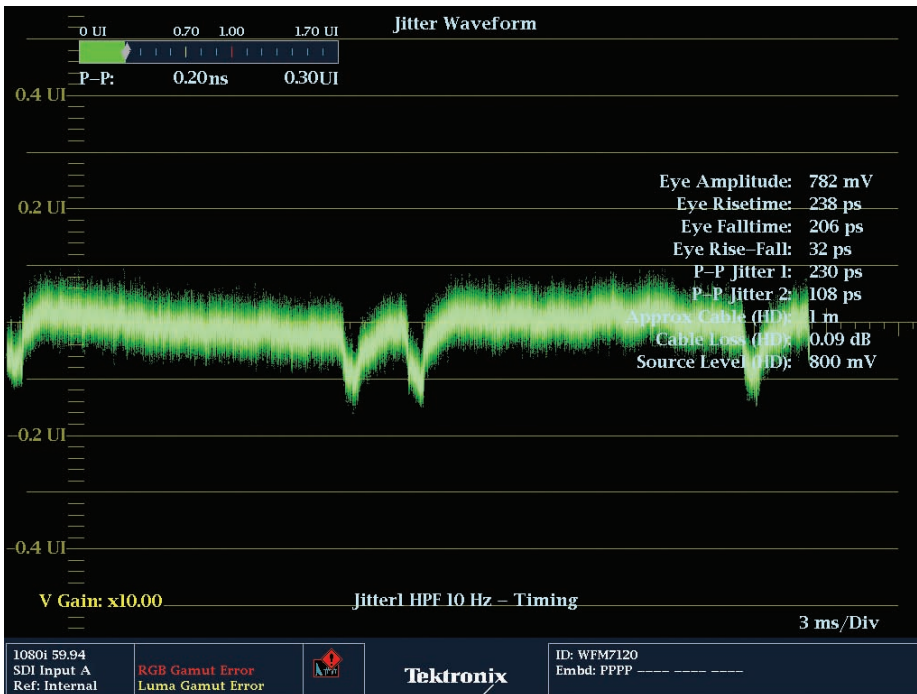 Jitter Waveform
0 UI 0.70 1.00 1.70 UI
P–P: 0.20ns 0.30UI
0.4 UI
0.2 UI
–0.2 UI
–0.4 UI
Eye Amplitude: 782 mV
Eye Risetime: 238 ps
Eye Falltime: 206 ps
Eye Rise–Fall: 32 ps
P–P Jitter 1: 230 ps
P–P Jitter 2: 108 ps
Approx Cable (HD): 1 m
Cable Loss (HD): 0.09 dB
Source Level (HD): 800 mV
V Gain: x10.00
Jitter1 HPF 10 Hz – Timing
3 ms/Div
1080i 59.94
SDI Input A
Ref: Internal
RGB Gamut Error
Luma Gamut Error
Tektronix
ID: WFM7120
Embd: PPPP –––– –––– ––––